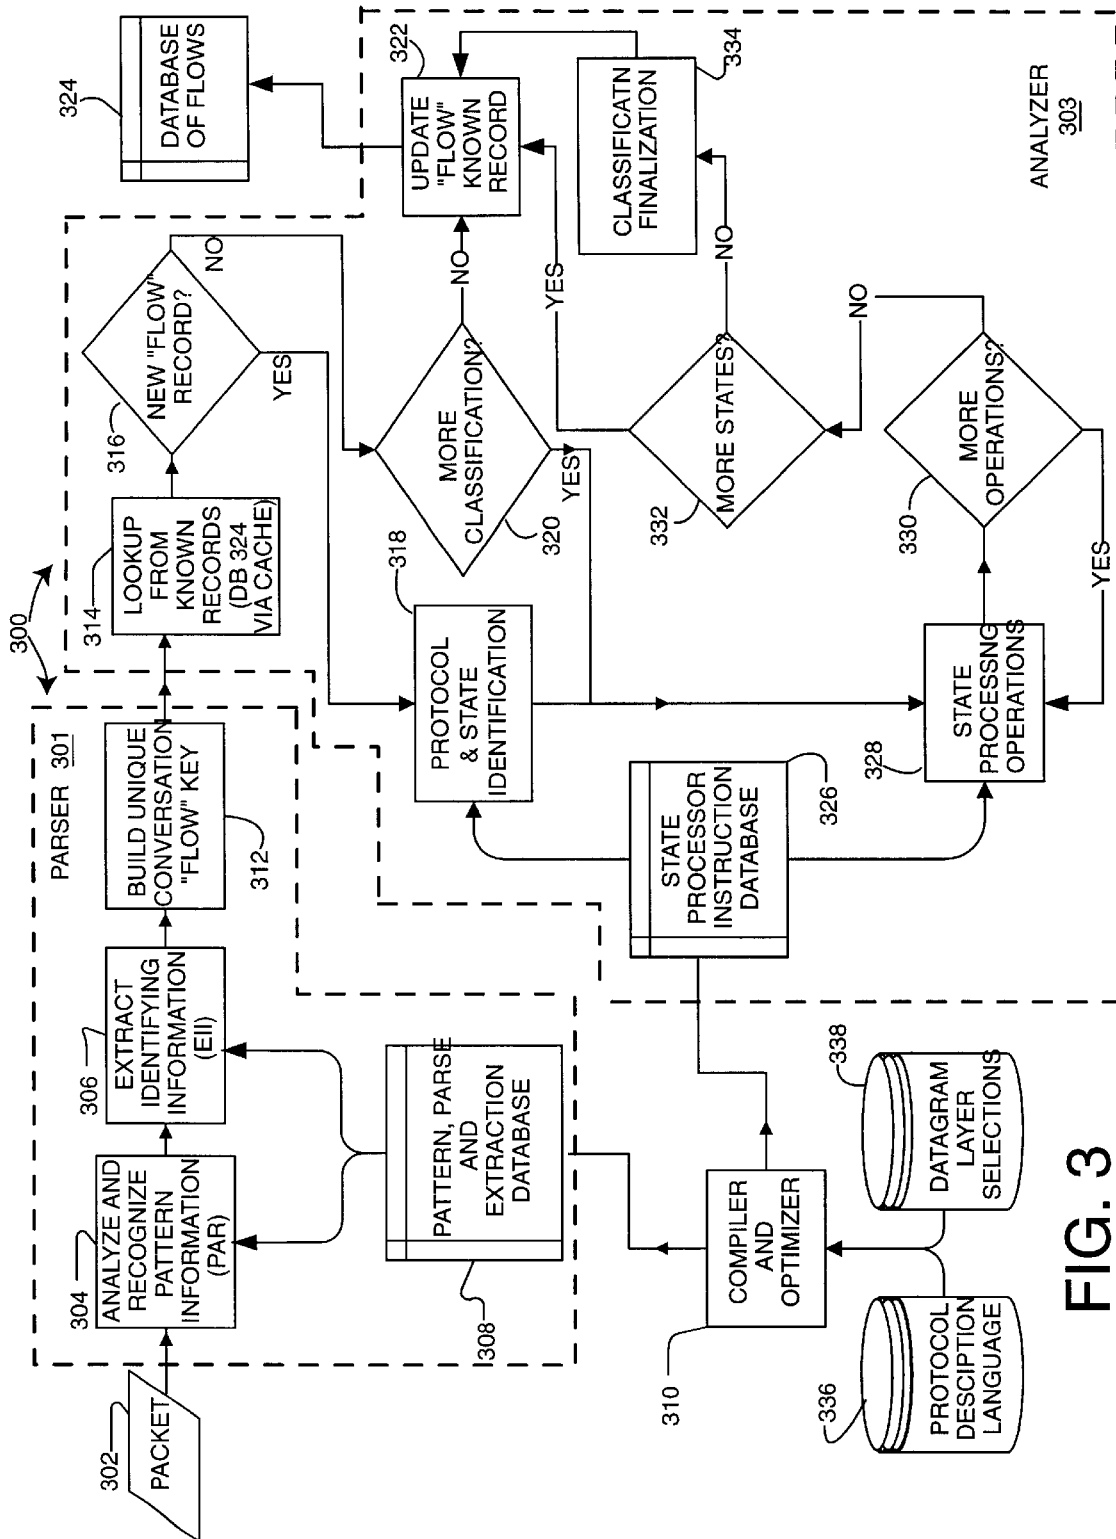 300
PARSER 301
302
PACKET
304
ANALYZE AND
RECOGNIZE
PATTERN
INFORMATION
(PAR)
306
EXTRACT
IDENTIFYING
INFORMATION
(EII)
BUILD UNIQUE
CONVERSATION
"FLOW" KEY
312
314
LOOKUP
FROM
KNOWN
RECORDS
(DB 324
VIA CACHE)
316
NEW "FLOW"
RECORD?
NO
YES
324
DATABASE
OF FLOWS
PATTERN, PARSE
AND
EXTRACTION
DATABASE
308
318
PROTOCOL
& STATE
IDENTIFICATION
MORE
CLASSIFICATION?
320
YES
NO
322
UPDATE
"FLOW"
KNOWN
RECORD
STATE
PROCESSOR
INSTRUCTION
DATABASE
326
332
MORE STATES?
YES
NO
CLASSIFICATN
FINALIZATION
334
310
COMPILER
AND
OPTIMIZER
328
STATE
PROCESSNG
OPERATIONS
330
MORE
OPERATIONS?
NO
YES
336
PROTOCOL
DESCIPTION
LANGUAGE
338
DATAGRAM
LAYER
SELECTIONS
ANALYZER
303
FIG. 3